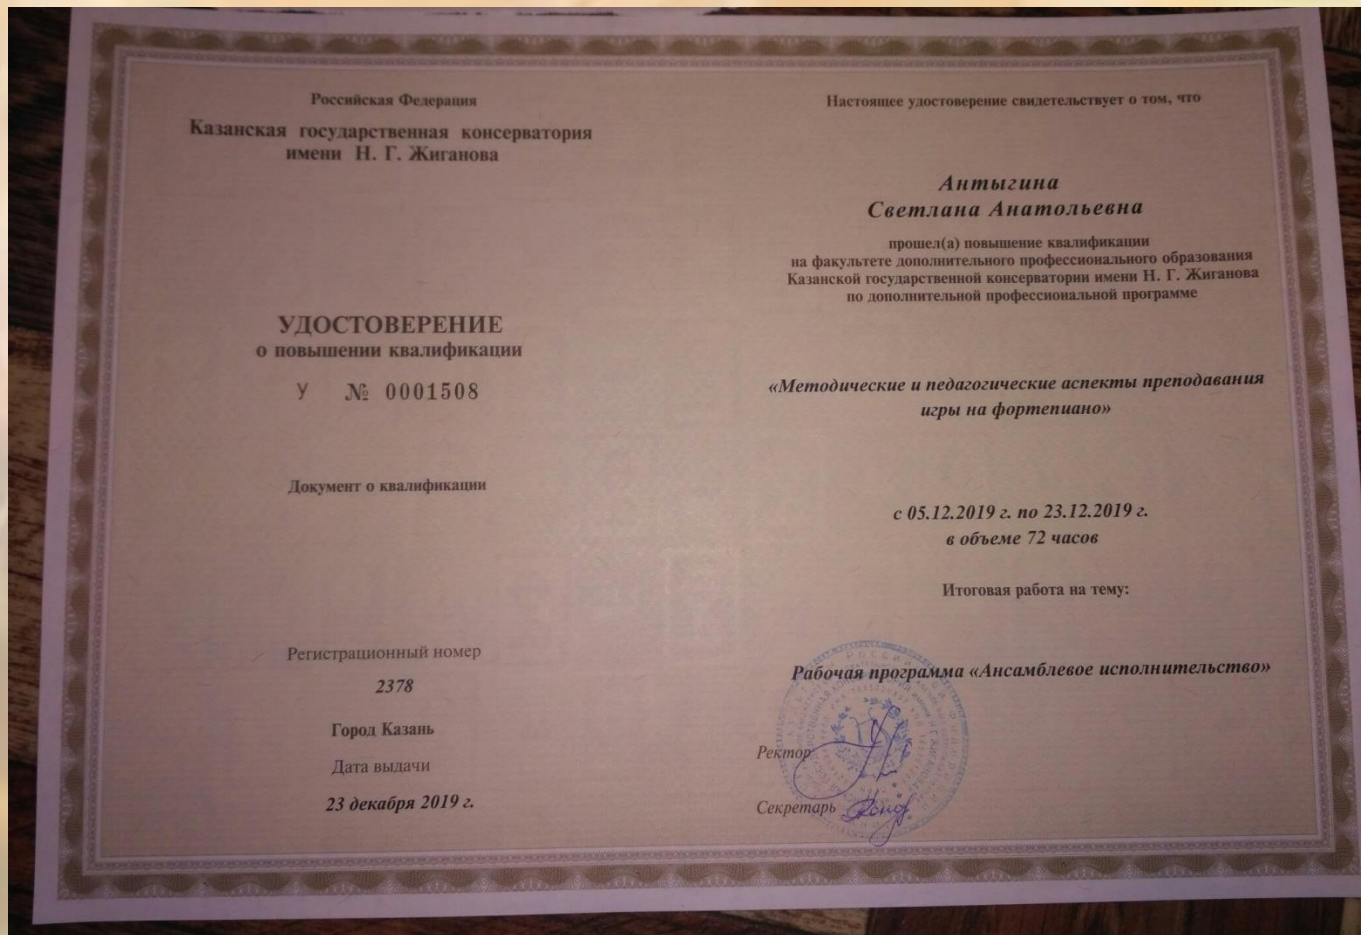 Российская Федерация
Казанская государственная консерватория
имени Н. Г. Жиганова
УДОСТОВЕРЕНИЕ
о повышении квалификации
У № 0001508
Документ о квалификации
Регистрационный номер
2378
Город Казань
Дата выдачи
23 декабря 2019 г.
Настоящее удостоверение свидетельствует о том, что
Антыгина
Светлана Анатольевна
прошел(а) повышение квалификации
на факультете дополнительного профессионального образования
Казанской государственной консерватории имени Н. Г. Жиганова
по дополнительной профессиональной программе
«Методические и педагогические аспекты преподавания
игры на фортепиано»
с 05.12.2019 г. по 23.12.2019 г.
в объеме 72 часов
Итоговая работа на тему:
Рабочая программа «Ансамблевое исполнительство»
Ректор
Секретарь